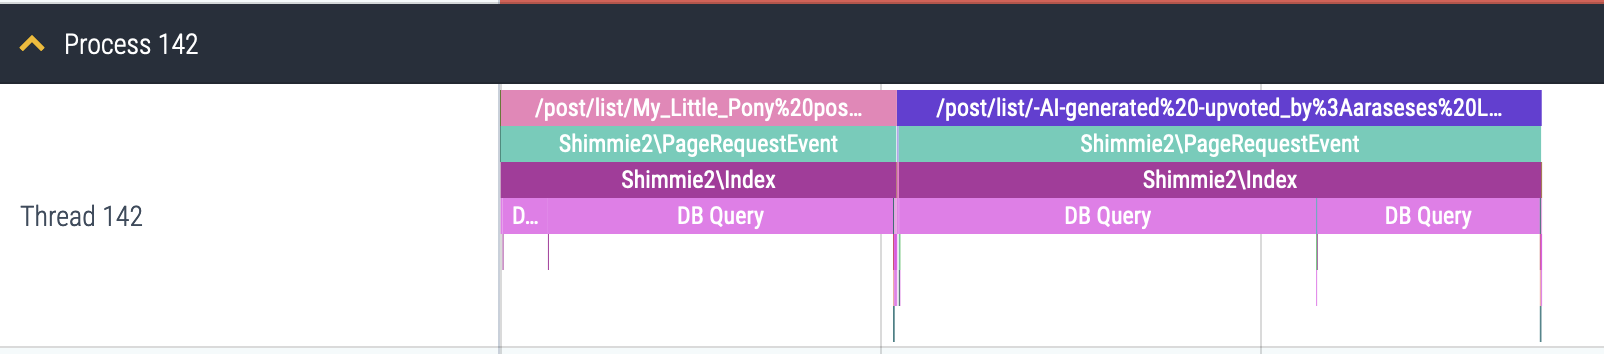 Process 142
/post/list/My_Little_Pony%20pos… /post/list/-AI-generated%20-upvoted_by%3Aaraseses%20L…
Shimmie2\PageRequestEvent Shimmie2\PageRequestEvent
Shimmie2\Index Shimmie2\Index
Thread 142 D… DB Query DB Query DB Query